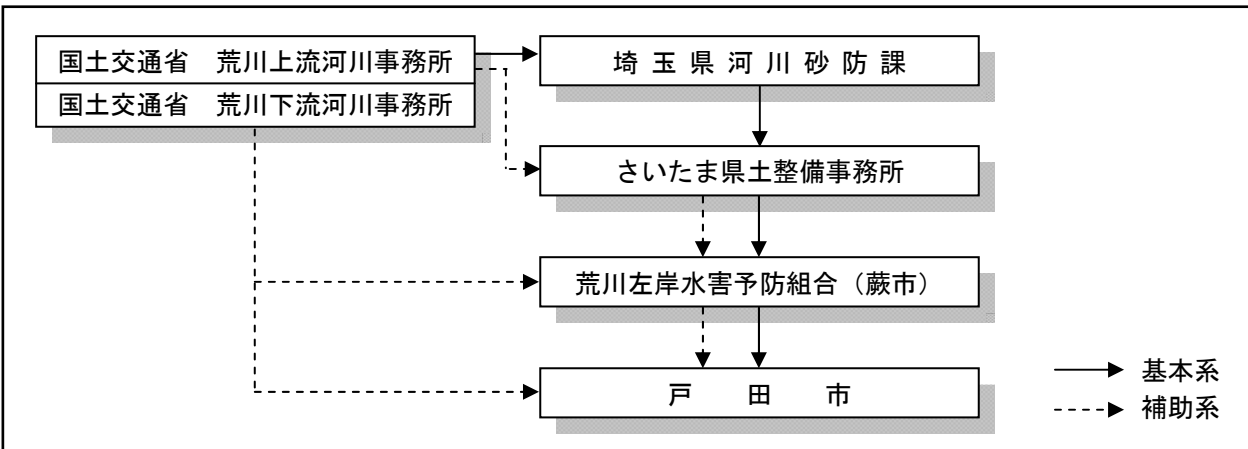 国土交通省　荒川上流河川事務所
国土交通省　荒川下流河川事務所
埼玉県河川砂防課
さいたま県土整備事務所
荒川左岸水害予防組合（蕨市）
戸田市
基本系
補助系